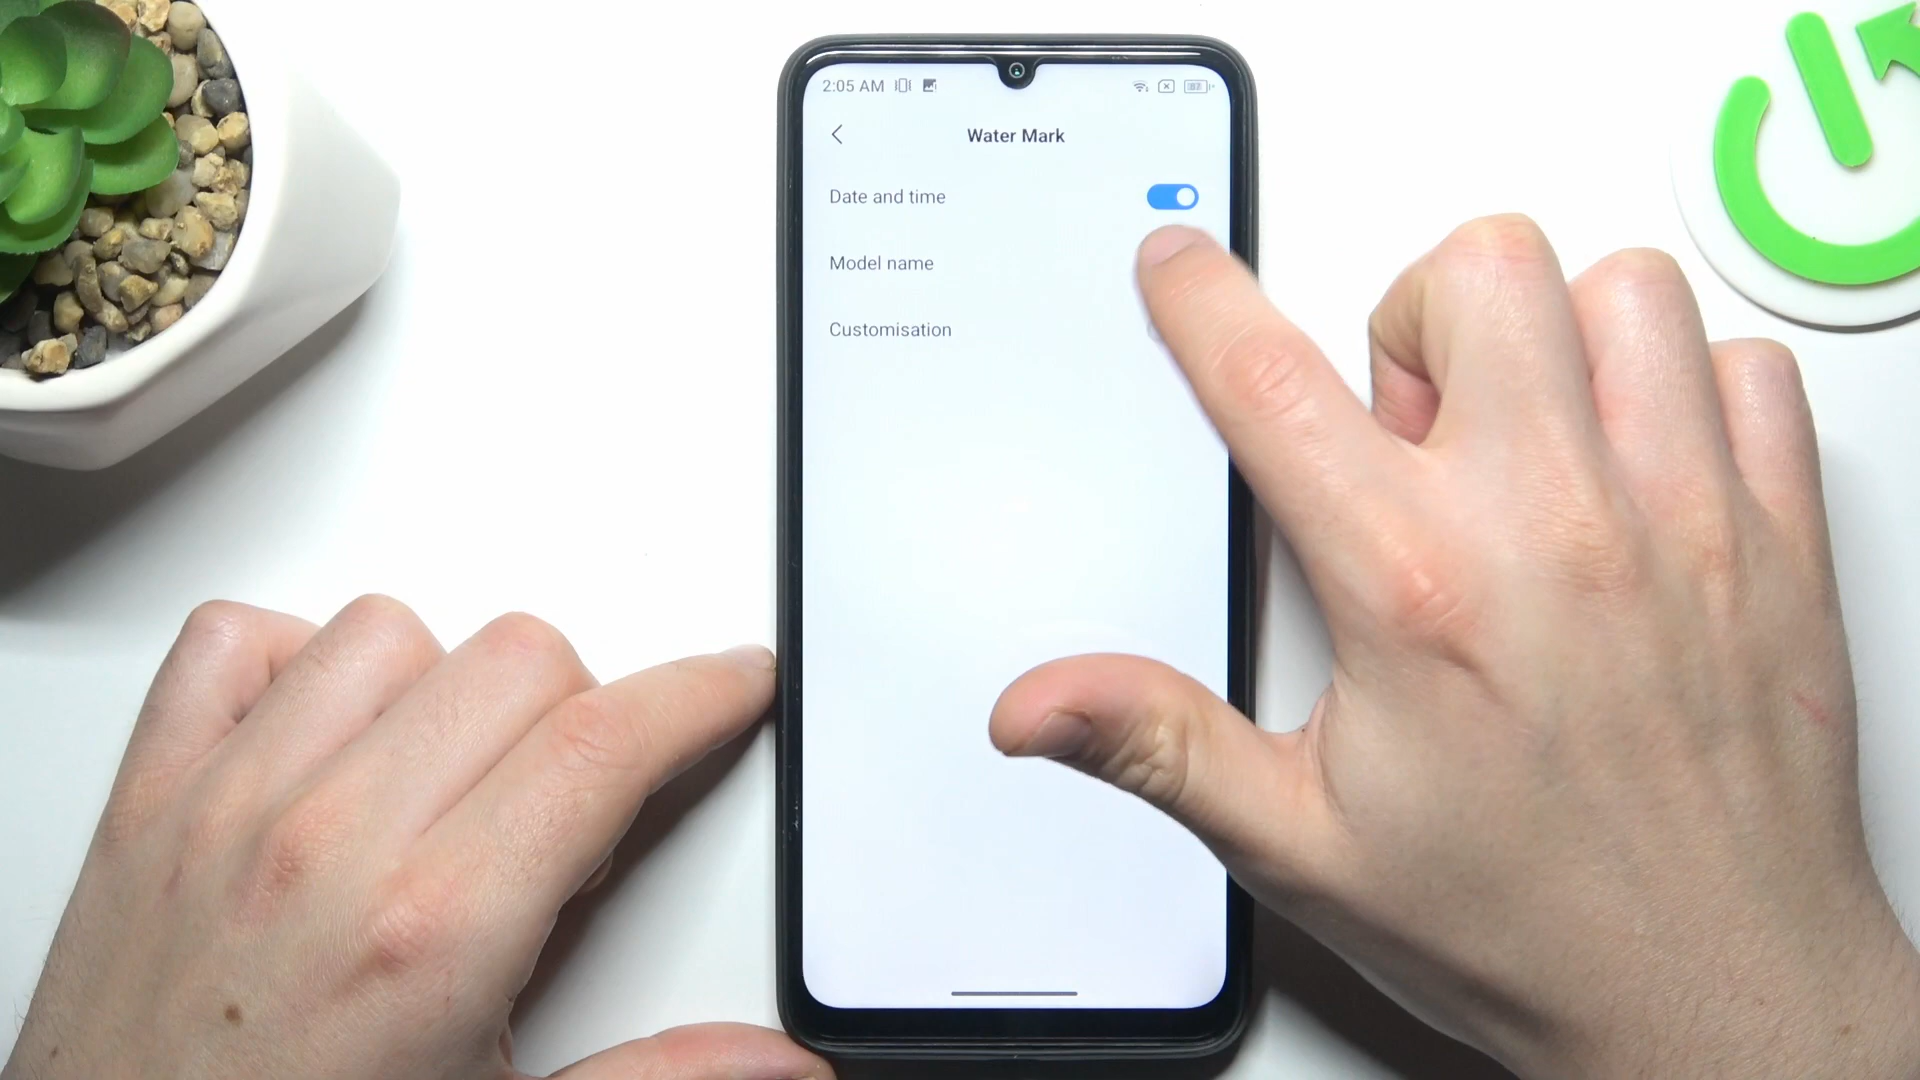 2:05 AM
Water Mark
Date and time
Model name
Customisation